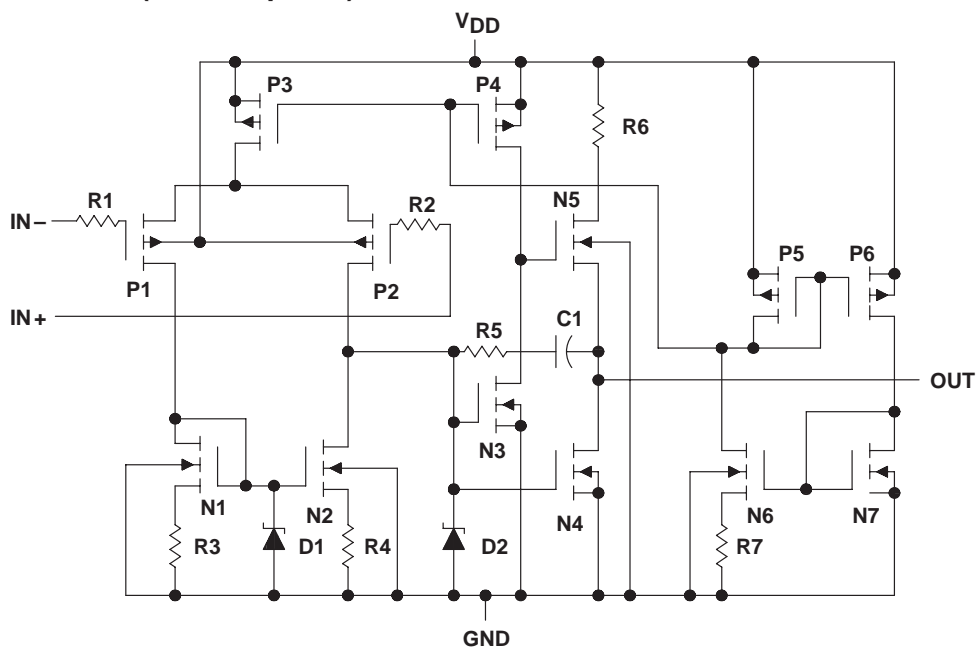 VDD
P3
P4
R6
R1
R2
N5
IN–
P5
P6
P1
P2
C1
IN+
R5
OUT
N3
N1
N2
N4
N6
N7
R3
D1
R4
D2
R7
GND